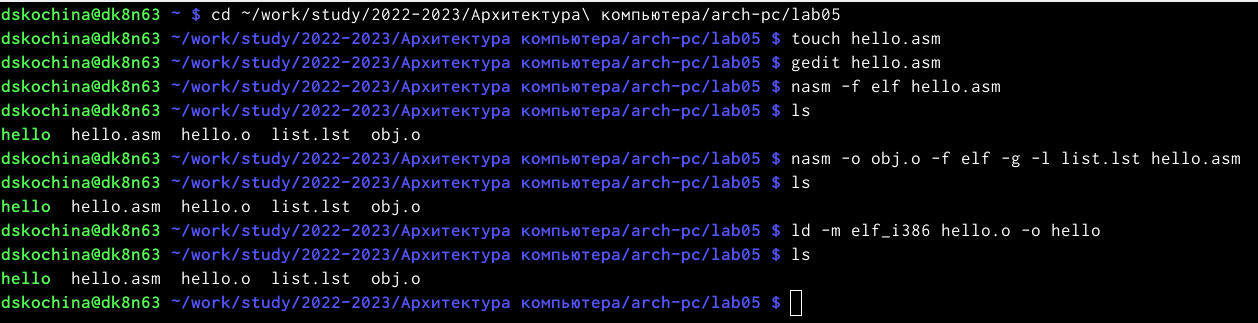 dskochina@dk8n63 ~ $ cd ~/work/study/2022-2023/Архитектура\ компьютера/arch-pc/lab05
dskochina@dk8n63 ~/work/study/2022-2023/Архитектура компьютера/arch-pc/lab05 $ touch hello.asm
dskochina@dk8n63 ~/work/study/2022-2023/Архитектура компьютера/arch-pc/lab05 $ gedit hello.asm
dskochina@dk8n63 ~/work/study/2022-2023/Архитектура компьютера/arch-pc/lab05 $ nasm -f elf hello.asm
dskochina@dk8n63 ~/work/study/2022-2023/Архитектура компьютера/arch-pc/lab05 $ ls
hello  hello.asm  hello.o  list.lst  obj.o
dskochina@dk8n63 ~/work/study/2022-2023/Архитектура компьютера/arch-pc/lab05 $ nasm -o obj.o -f elf -g -l list.lst hello.asm
dskochina@dk8n63 ~/work/study/2022-2023/Архитектура компьютера/arch-pc/lab05 $ ls
hello  hello.asm  hello.o  list.lst  obj.o
dskochina@dk8n63 ~/work/study/2022-2023/Архитектура компьютера/arch-pc/lab05 $ ld -m elf_i386 hello.o -o hello
dskochina@dk8n63 ~/work/study/2022-2023/Архитектура компьютера/arch-pc/lab05 $ ls
hello  hello.asm  hello.o  list.lst  obj.o
dskochina@dk8n63 ~/work/study/2022-2023/Архитектура компьютера/arch-pc/lab05 $